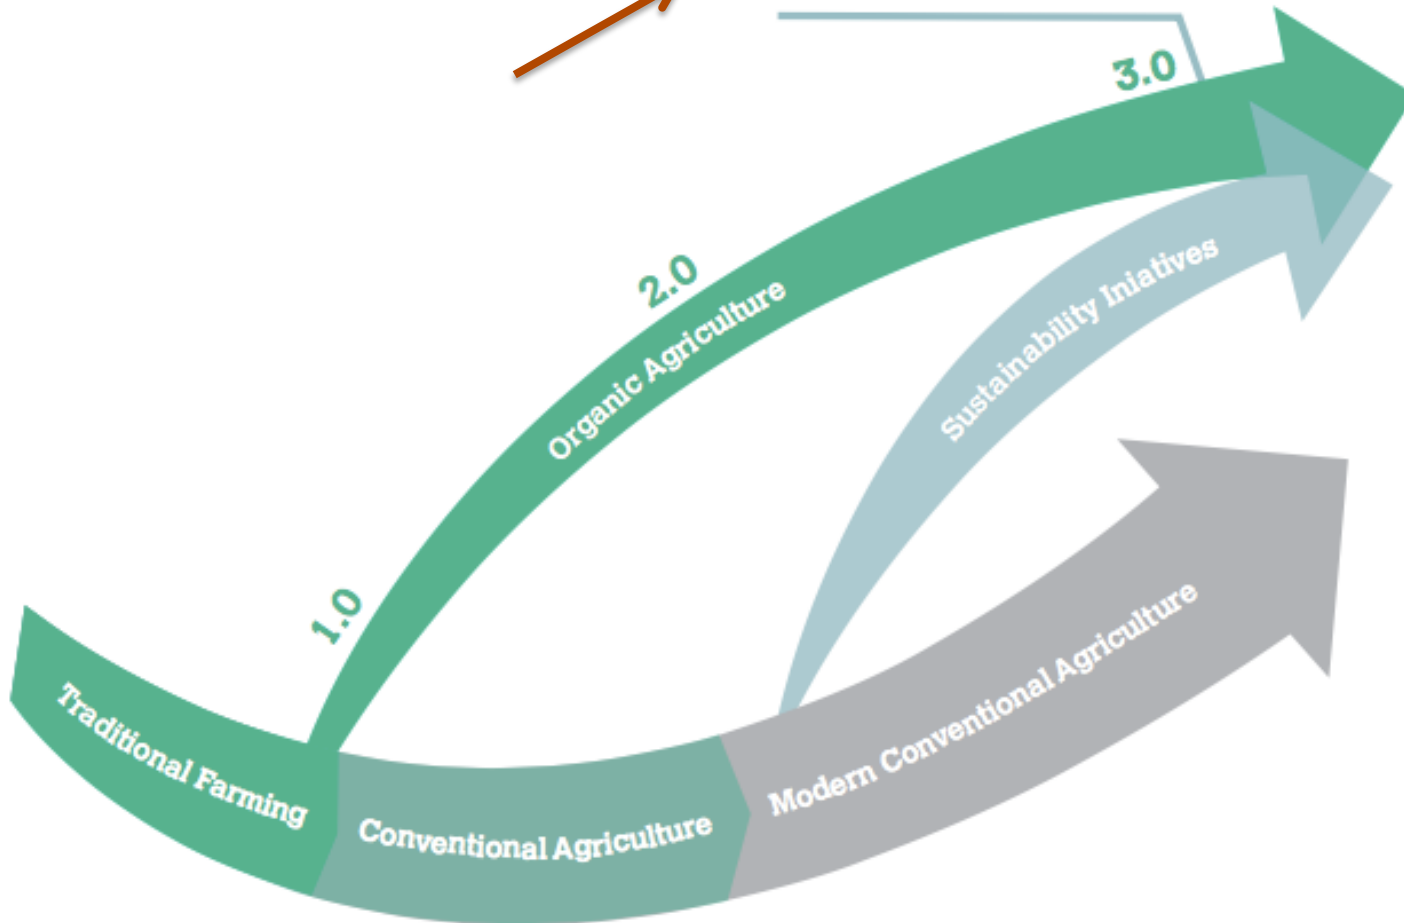 3.0
2.0
Organic Agriculture
Sustainability Iniatives
1.0
Traditional Farming
Conventional Agriculture
Modern Conventional Agriculture